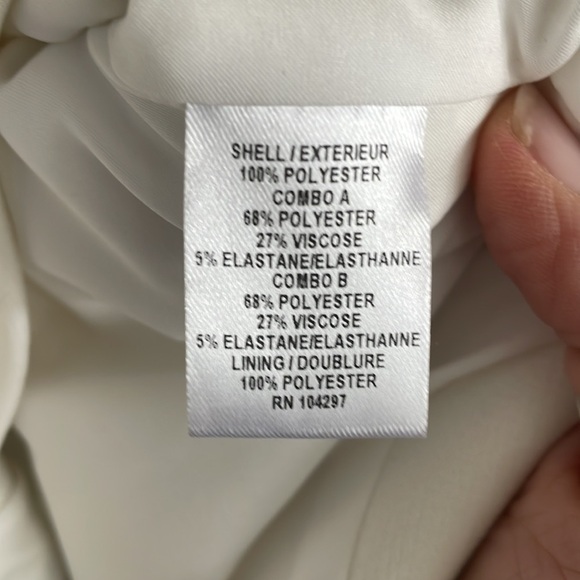 SHELL / EXTERIEUR
100% POLYESTER
COMBO A
68% POLYESTER
27% VISCOSE
5% ELASTANE/ELASTHANNE
COMBO B
68% POLYESTER
27% VISCOSE
5% ELASTANE/ELASTHANNE
LINING / DOUBLURE
100% POLYESTER
RN 104297